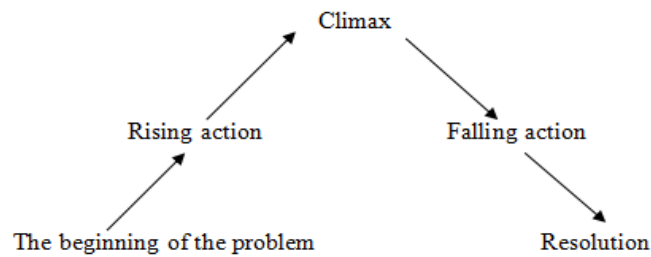 Climax
Rising action
Falling action
The beginning of the problem
Resolution